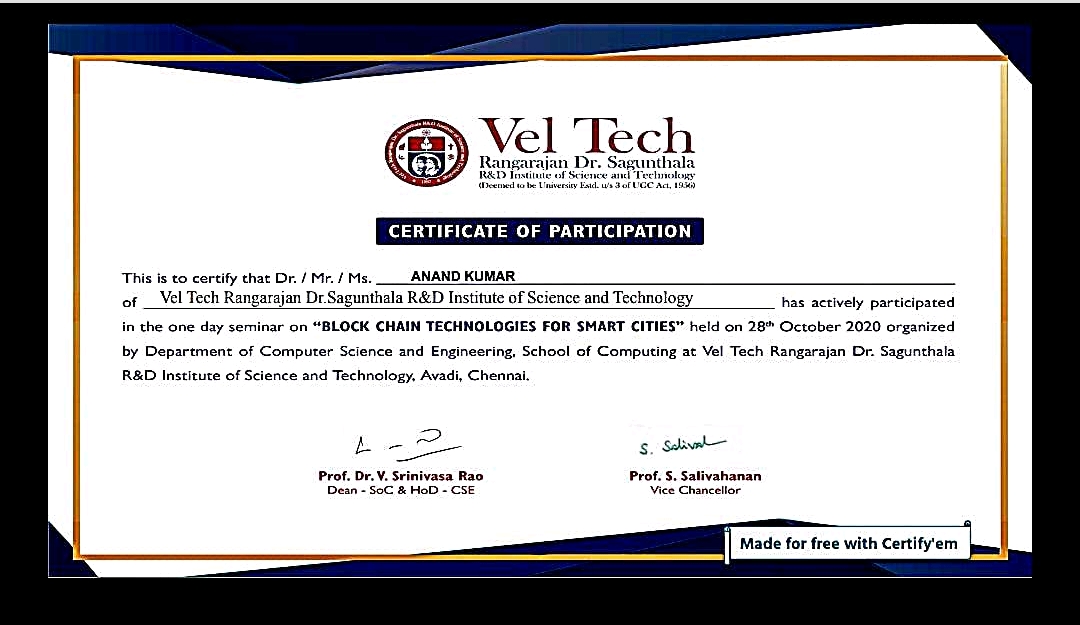 Vel Tech
Rangarajan Dr. Sagunthala
R&D Institute of Science and Technology
(Deemed to be University Estd. u/s 3 of UGC Act, 1956)
CERTIFICATE OF PARTICIPATION
This is to certify that Dr. / Mr. / Ms. ANAND KUMAR
of Vel Tech Rangarajan Dr.Sagunthala R&D Institute of Science and Technology has actively participated
in the one day seminar on “BLOCK CHAIN TECHNOLOGIES FOR SMART CITIES” held on 28th October 2020 organized
by Department of Computer Science and Engineering, School of Computing at Vel Tech Rangarajan Dr. Sagunthala
R&D Institute of Science and Technology, Avadi, Chennai.
S. Salivah
Prof. Dr. V. Srinivasa Rao
Dean - SoC & HoD - CSE
Prof. S. Salivahanan
Vice Chancellor
Made for free with Certify'em